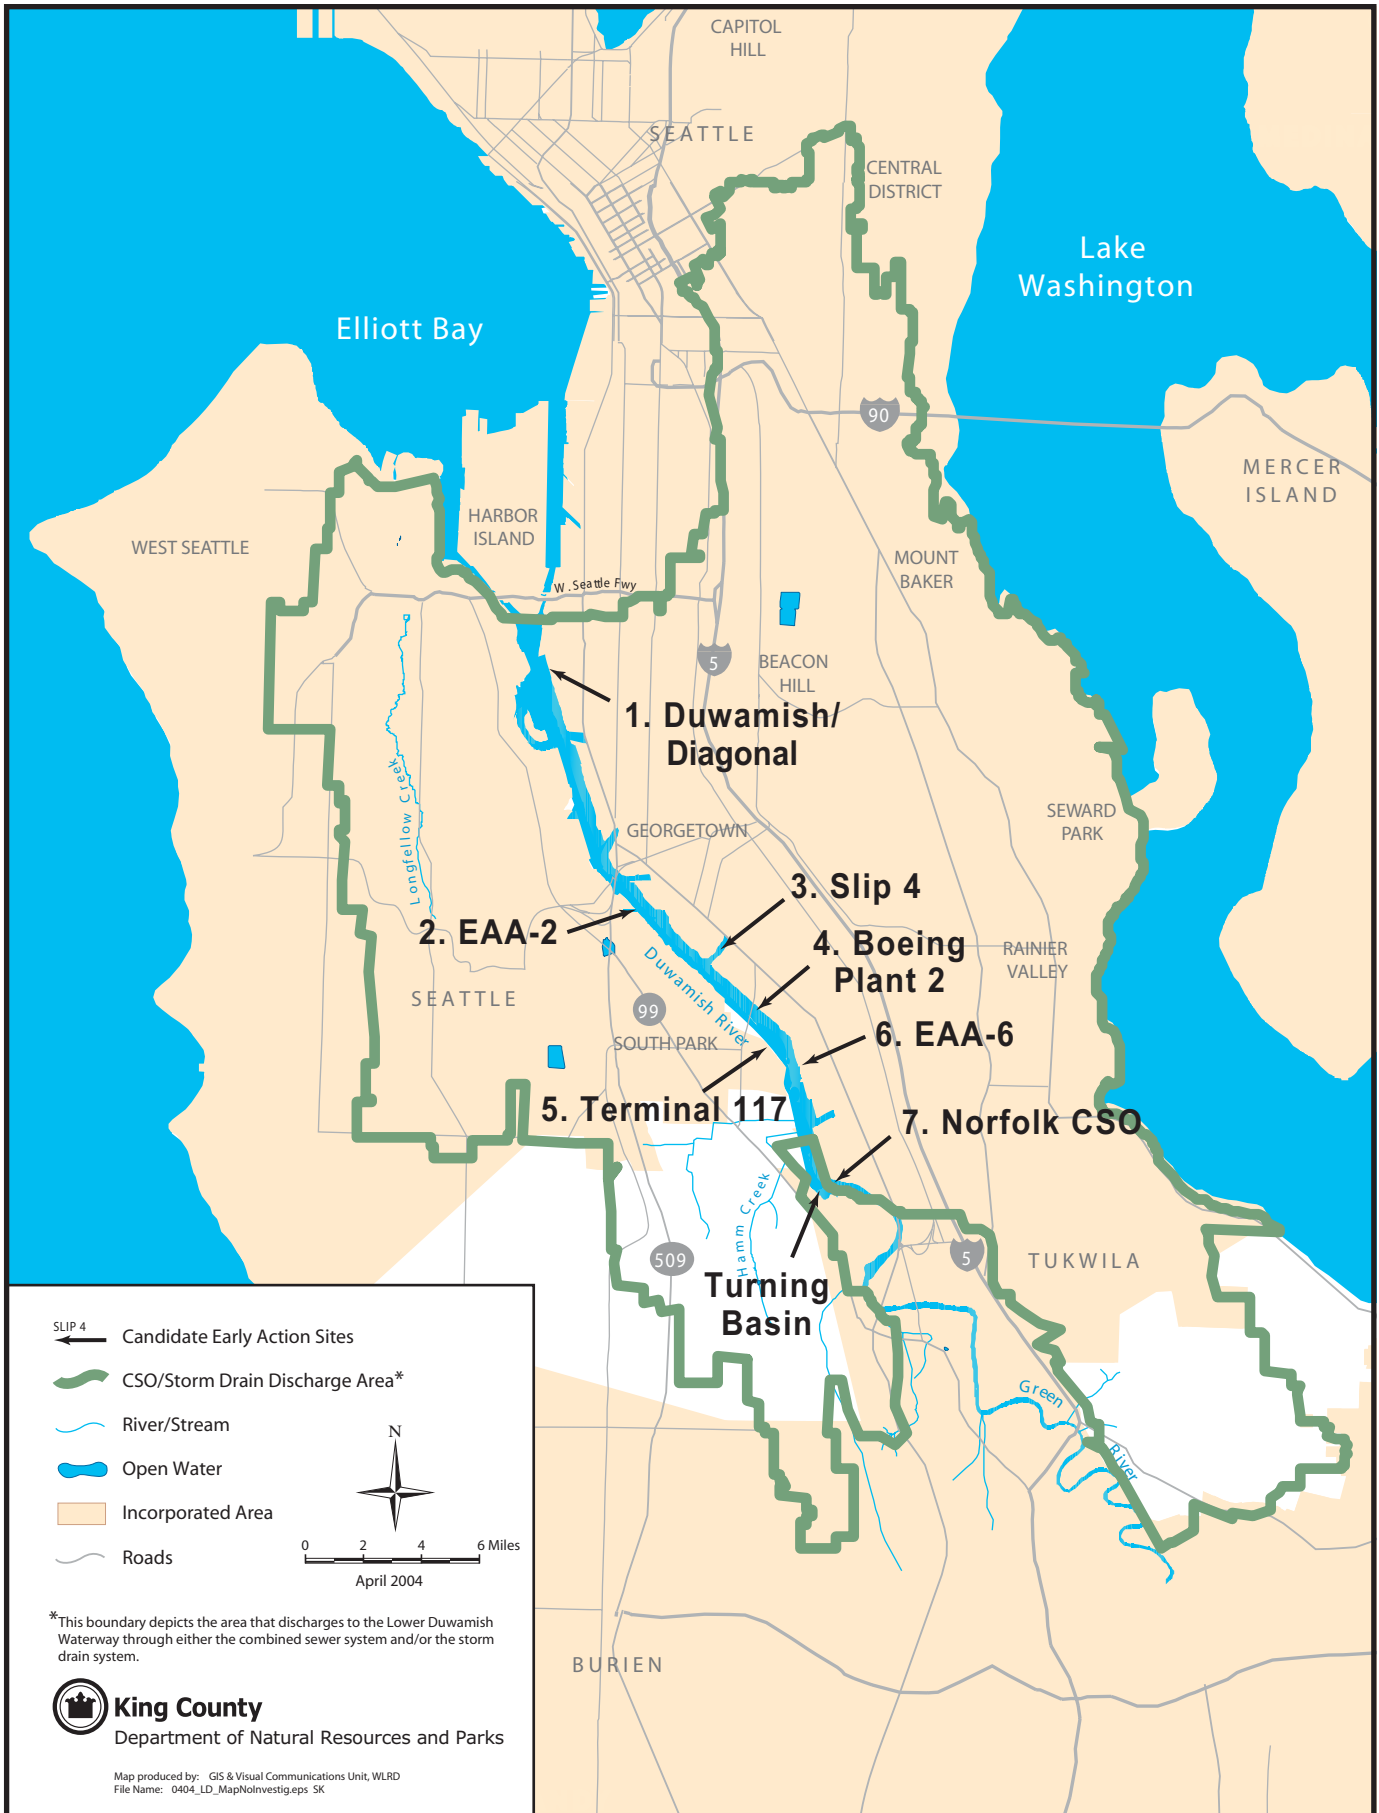 CAPITOL
HILL
SEATTLE
CENTRAL
DISTRICT
Lake
Washington
Elliott Bay
90
MERCER
ISLAND
HARBOR
ISLAND
WEST SEATTLE
MOUNT
BAKER
W. Seattle Fwy
5
BEACON
HILL
1. Duwamish/
Diagonal
Longfellow Creek
SEWARD
PARK
GEORGETOWN
3. Slip 4
2. EAA-2
4. Boeing
Plant 2
RAINIER
VALLEY
Duwamish River
SEATTLE
99
SOUTH PARK
6. EAA-6
5. Terminal 117
7. Norfolk CSO
Hamm Creek
509
5
TUKWILA
Turning
Basin
Green
River
SLIP 4
Candidate Early Action Sites
CSO/Storm Drain Discharge Area*
River/Stream
N
Open Water
Incorporated Area
0 2 4 6 Miles
Roads
April 2004
*This boundary depicts the area that discharges to the Lower Duwamish
Waterway through either the combined sewer system and/or the storm
drain system.
BURIEN
King County
Department of Natural Resources and Parks
Map produced by: GIS & Visual Communications Unit, WLRD
File Name: 0404_LD_MapNoInvestig.eps SK